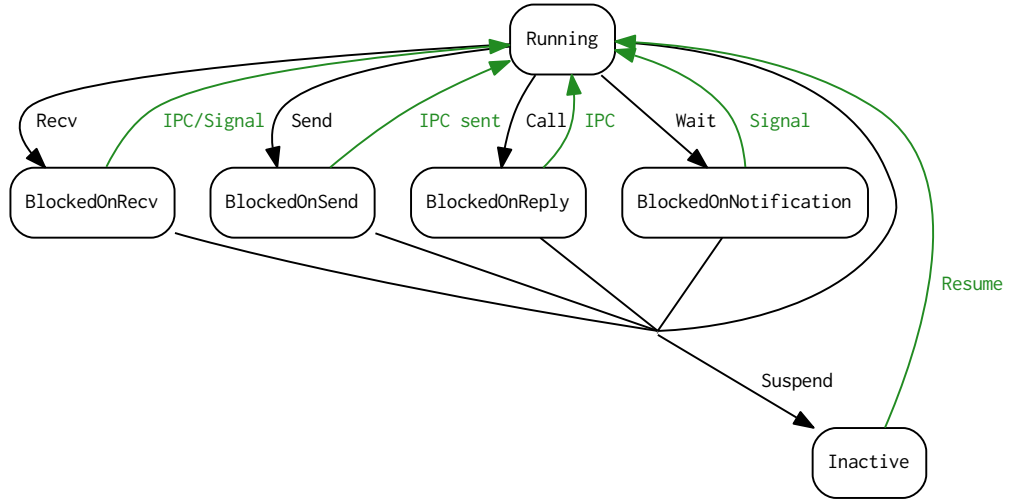 Running
Recv
IPC/Signal
Send
IPC sent
Call
IPC
Wait
Signal
BlockedOnRecv
BlockedOnSend
BlockedOnReply
BlockedOnNotification
Resume
Suspend
Inactive